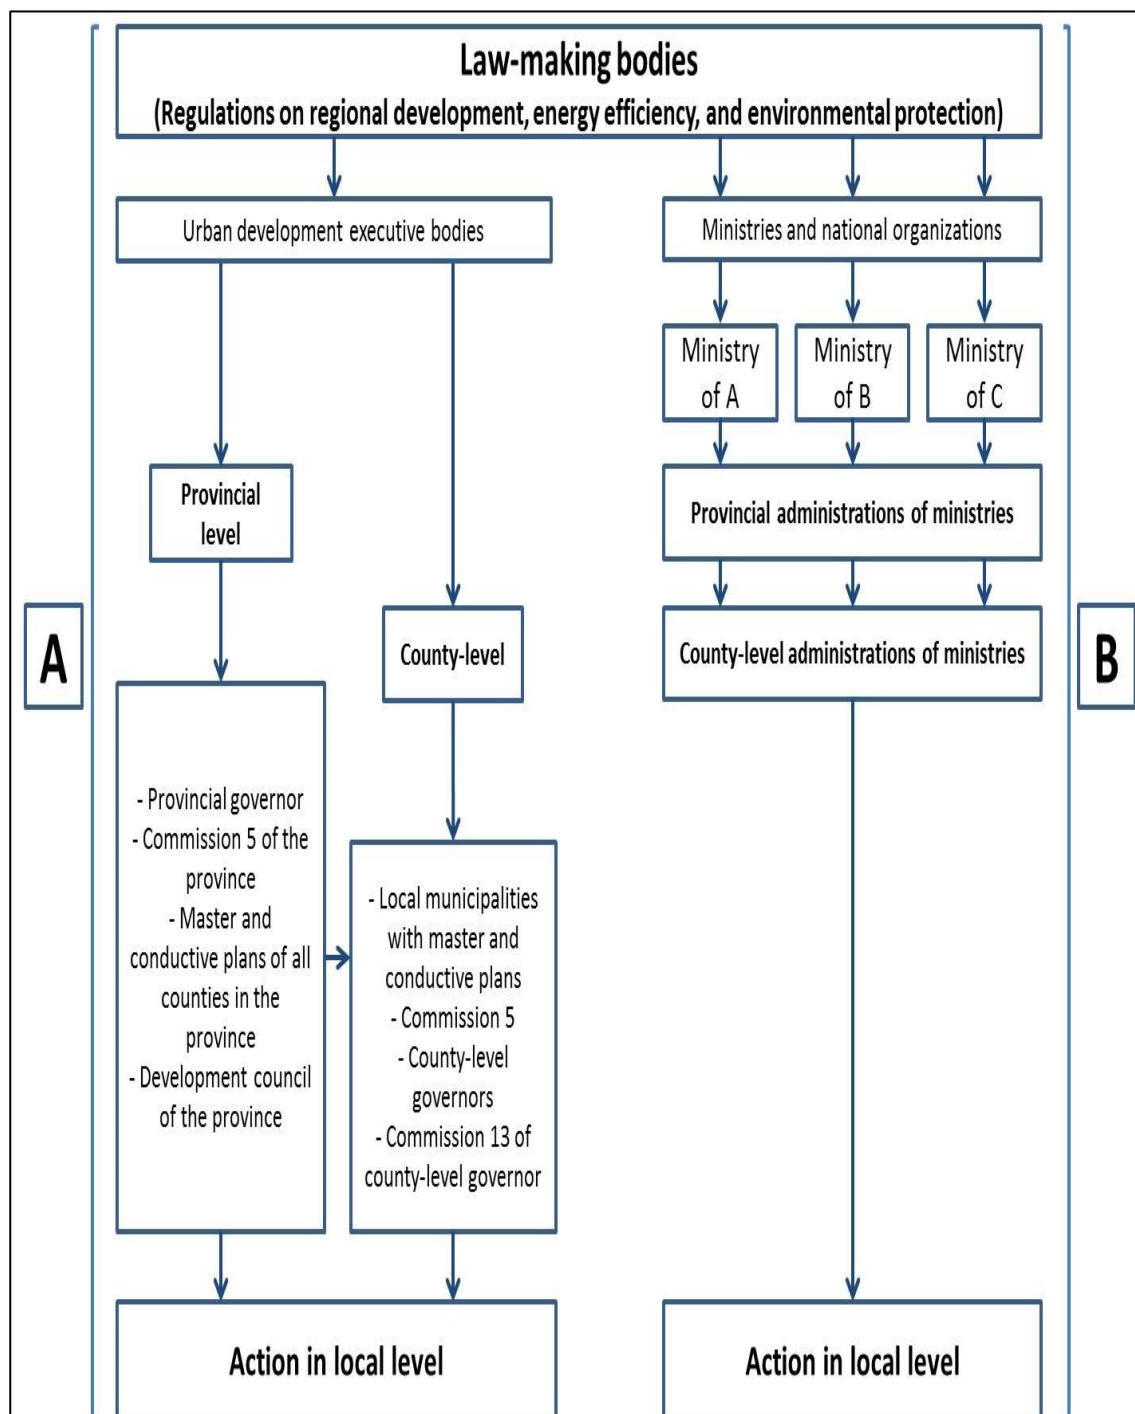 Law-making bodies
(Regulations on regional development, energy efficiency, and environmental protection)
Urban development executive bodies
Ministries and national organizations
Ministry
of A
Ministry
of B
Ministry
of C
Provincial
level
Provincial administrations of ministries
A
County-level
County-level administrations of ministries
B
- Provincial governor
- Commission 5 of the
province
- Master and
conductive plans of all
counties in the
province
- Development council
of the province
- Local municipalities
with master and
conductive plans
- Commission 5
- County-level
governors
- Commission 13 of
county-level governor
Action in local level
Action in local level